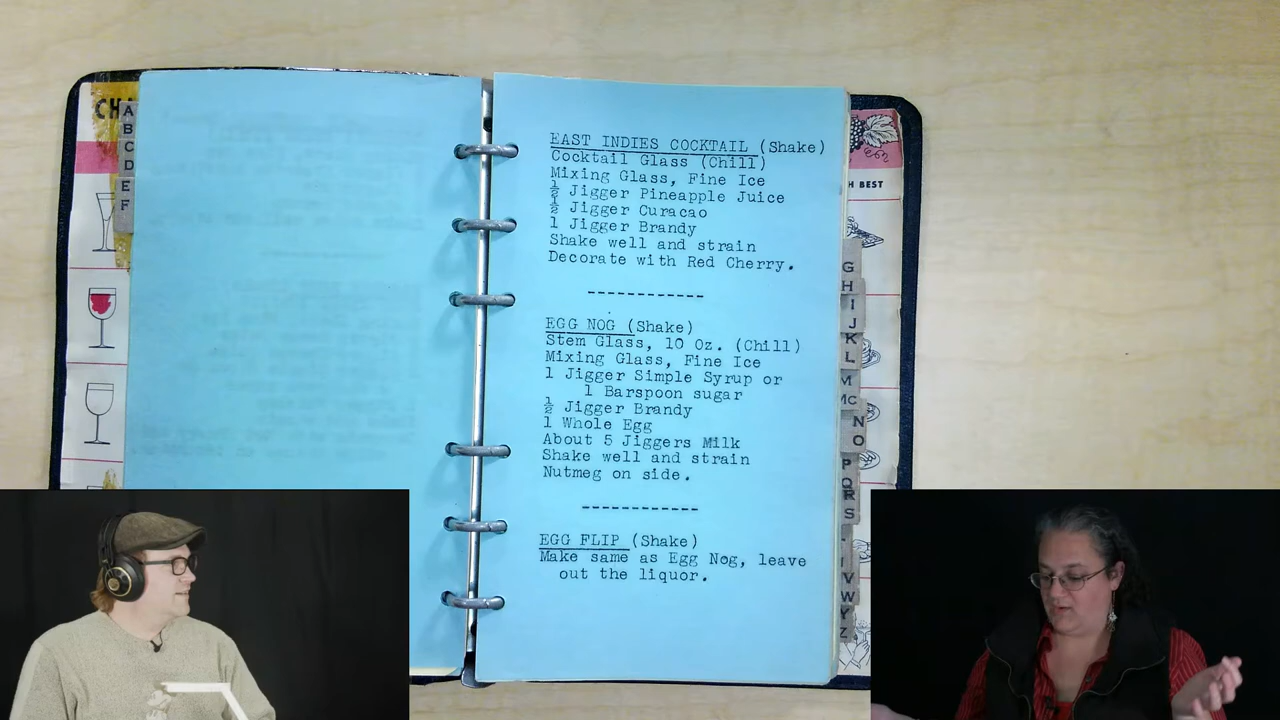 CH
A
B
C
D
E
F
EAST INDIES COCKTAIL (Shake)
Cocktail Glass (Chill)
Mixing Glass, Fine Ice
½ Jigger Pineapple Juice
½ Jigger Curacao
1 Jigger Brandy
Shake well and strain
Decorate with Red Cherry.
------------
EGG NOG (Shake)
Stem Glass, 10 Oz. (Chill)
Mixing Glass, Fine Ice
1 Jigger Simple Syrup or
1 Barspoon sugar
½ Jigger Brandy
1 Whole Egg
About 5 Jiggers Milk
Shake well and strain
Nutmeg on side.
------------
EGG FLIP (Shake)
Make same as Egg Nog, leave
out the liquor.
H BEST
G
H
I
J
K
L
M
MC
N
O
P
Q
R
S
V
W
Y
Z